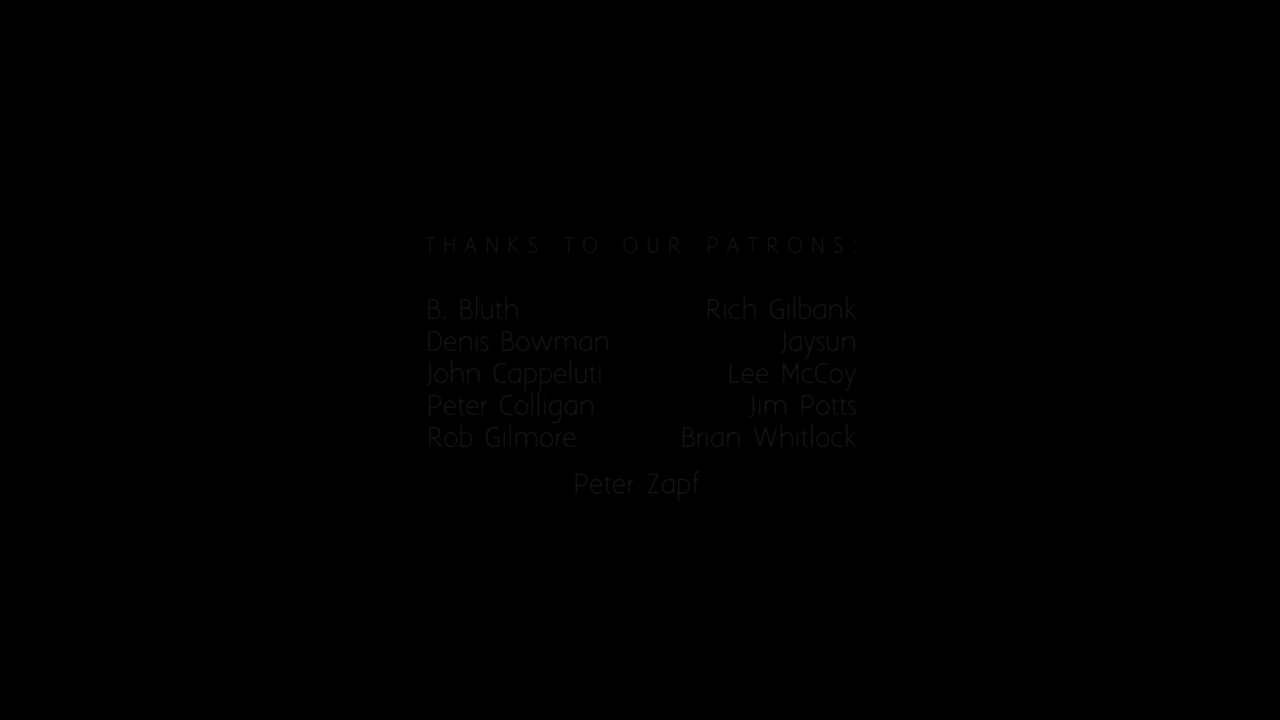 THANKS TO OUR PATRONS:
B. Bluth Rich Gilbank
Denis Bowman Jaysun
John Cappeluti Lee McCoy
Peter Colligan Jim Potts
Rob Gilmore Brian Whitlock
Peter Zapf